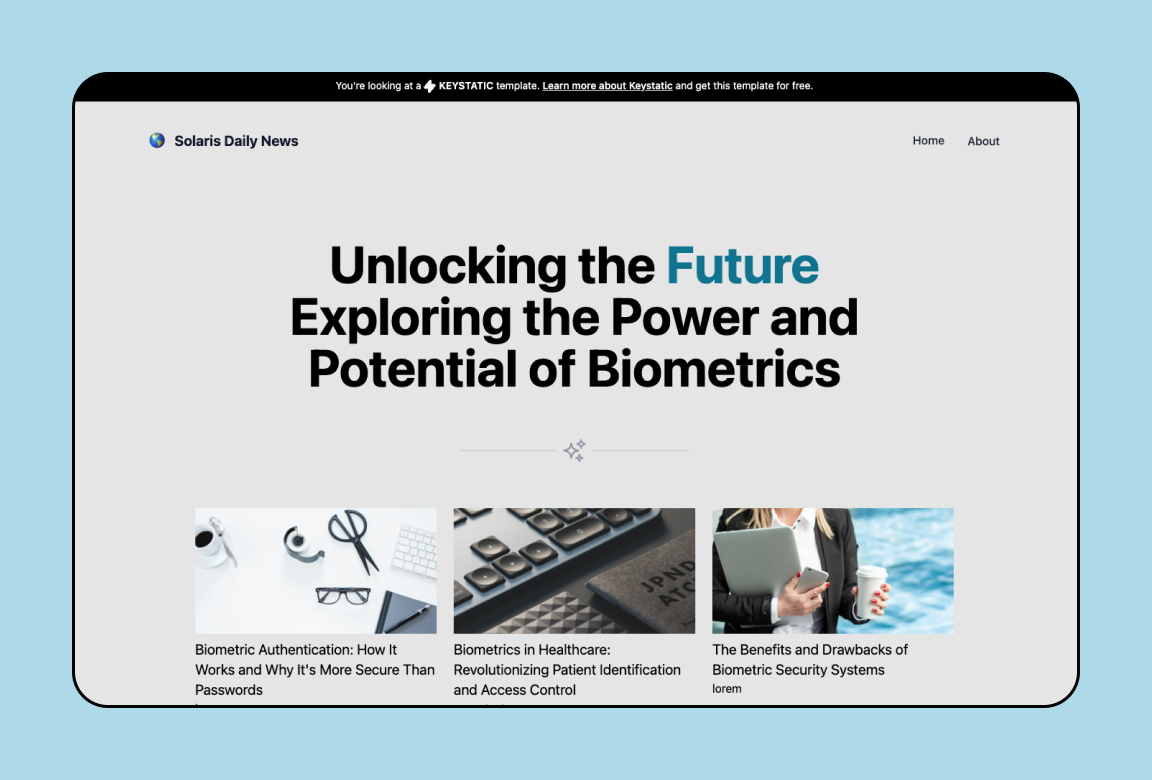 You're looking at a KEYSTATIC template. Learn more about Keystatic and get this template for free.
Solaris Daily News
Home
About
Unlocking the Future
Exploring the Power and
Potential of Biometrics
JPND
ATC
Biometric Authentication: How It
Works and Why It's More Secure Than
Passwords
Biometrics in Healthcare:
Revolutionizing Patient Identification
and Access Control
The Benefits and Drawbacks of
Biometric Security Systems
lorem